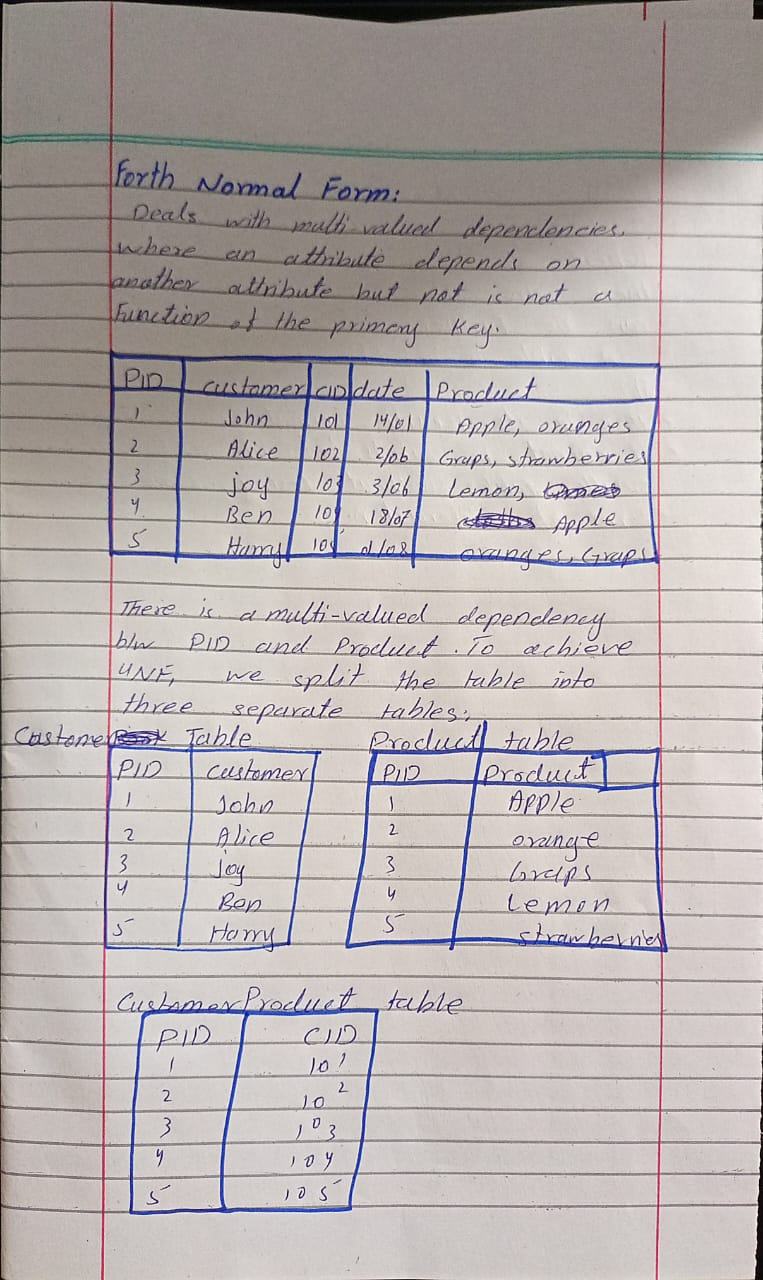 Forth Normal Form:
Deals with multi valued dependencies,
where an attribute depends on
another attribute but not is not a
Function of the primery Key.
PID customer CID date Product
1 John 101 14/01 Apple, orunges
2 Alice 102 2/06 Graps, strawberries
3 joy 103 3/06 Lemon,
4 Ben 104 18/07 Apple
5 Harry oranges, Graps
There is a multi-valued dependency
b/w PID and Product. To achieve
4NF, we split the table into
three separate tables:
Customer Table
PID customer
1 John
2 Alice
3 Joy
4 Ben
5 Harry
Product table
PID Product
1 Apple
2 orange
3 Graps
4 Lemon
5 strawberries
CustomerProduct table
PID CID
1 101
2 102
3 103
4 104
5 105